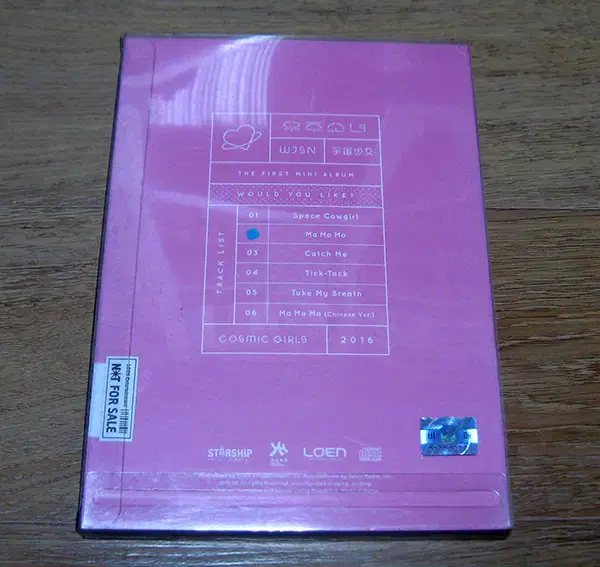 우주소녀
WJSN 宇宙少女
THE FIRST MINI ALBUM
WOULD YOU LIKE?
TRACK LIST
01 Space Cowgirl
Mo Mo Mo
03 Catch Me
04 Tick-Tock
05 Take My Breath
06 Mo Mo Mo (Chinese Ver.)
COSMIC GIRLS 2016
NOT FOR SALE
STARSHIP
LOEN